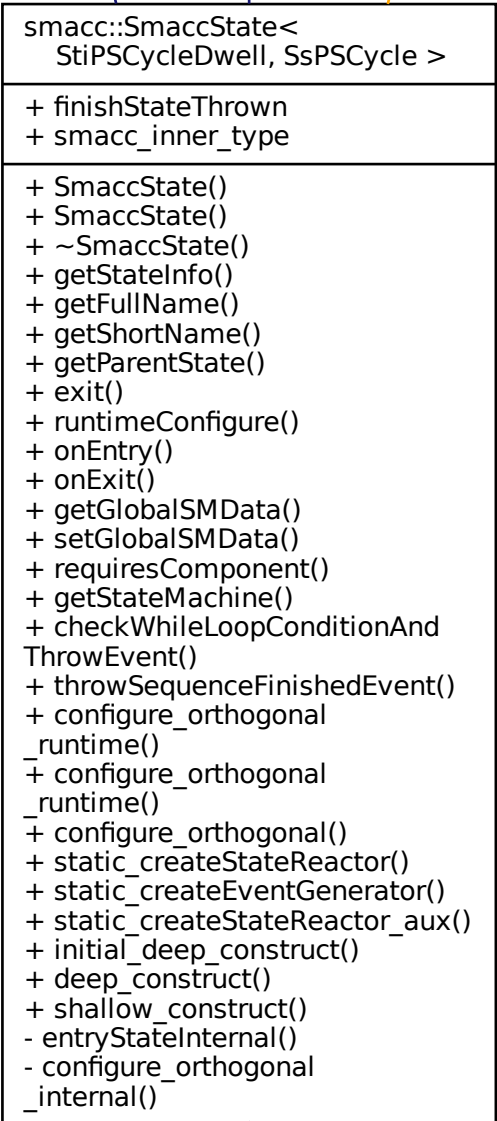 smacc::SmaccState<
StiPSCycleDwell, SsPSCycle >
+ finishStateThrown
+ smacc_inner_type
+ SmaccState()
+ SmaccState()
+ ~SmaccState()
+ getStateInfo()
+ getFullName()
+ getShortName()
+ getParentState()
+ exit()
+ runtimeConfigure()
+ onEntry()
+ onExit()
+ getGlobalSMData()
+ setGlobalSMData()
+ requiresComponent()
+ getStateMachine()
+ checkWhileLoopConditionAnd
ThrowEvent()
+ throwSequenceFinishedEvent()
+ configure_orthogonal
_runtime()
+ configure_orthogonal
_runtime()
+ configure_orthogonal()
+ static_createStateReactor()
+ static_createEventGenerator()
+ static_createStateReactor_aux()
+ initial_deep_construct()
+ deep_construct()
+ shallow_construct()
- entryStateInternal()
- configure_orthogonal
_internal()